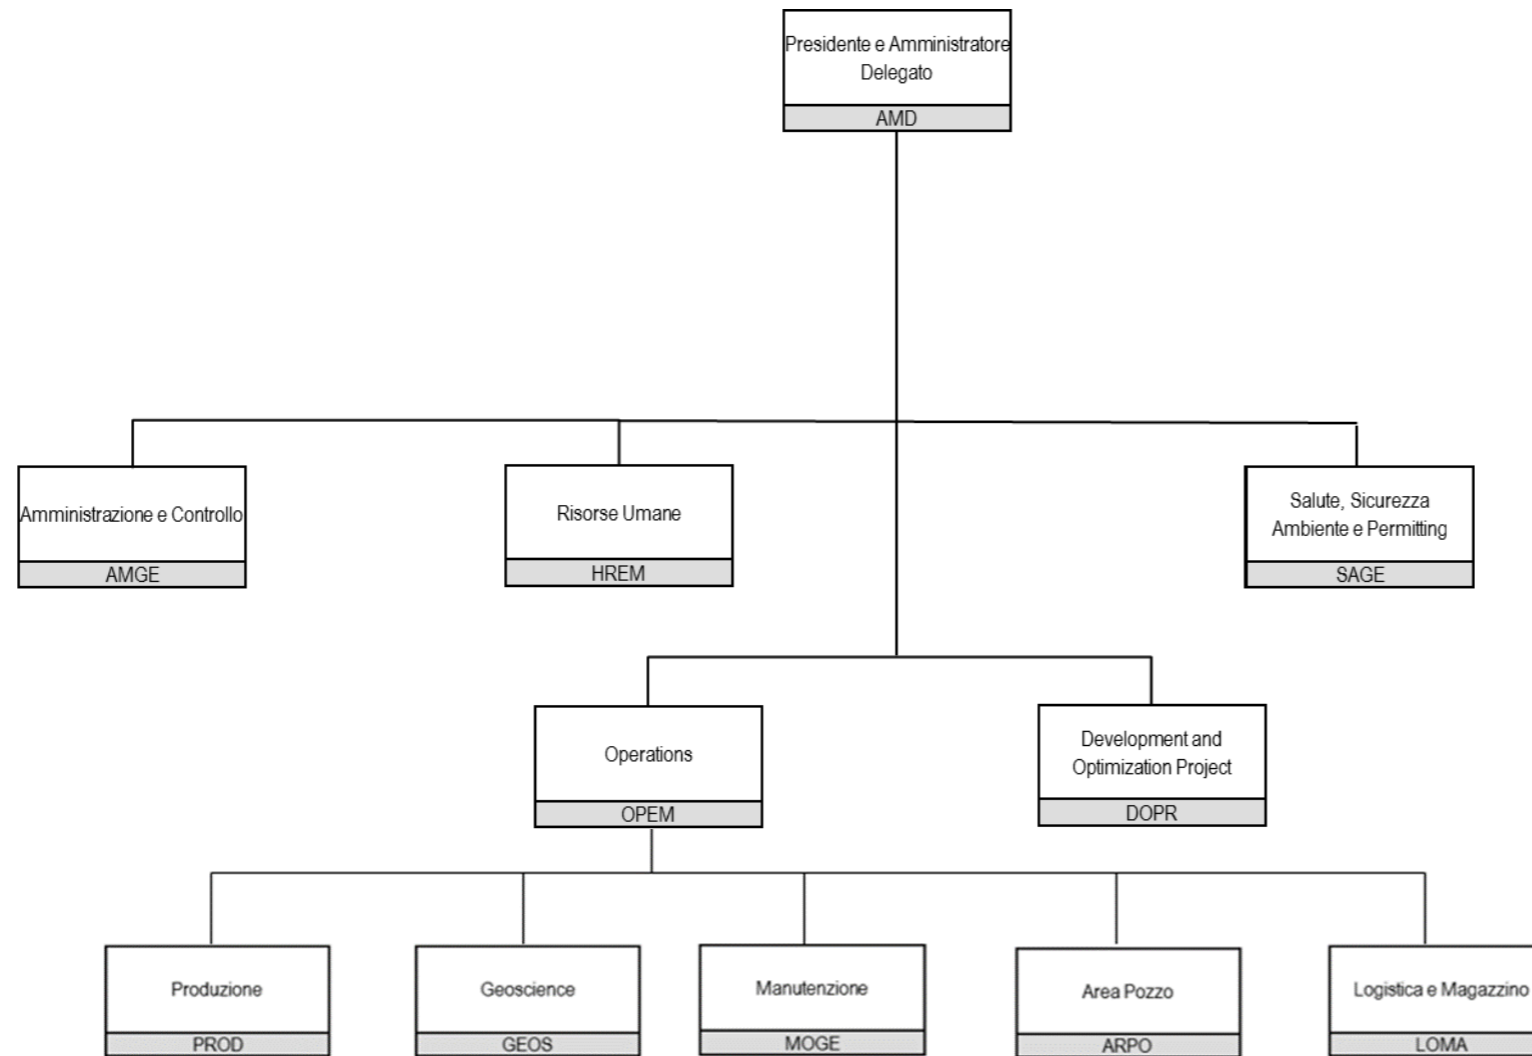 Presidente e Amministratore
Delegato
AMD
Amministrazione e Controllo
AMGE
Risorse Umane
HREM
Salute, Sicurezza
Ambiente e Permitting
SAGE
Operations
OPEM
Development and
Optimization Project
DOPR
Produzione
PROD
Geoscience
GEOS
Manutenzione
MOGE
Area Pozzo
ARPO
Logistica e Magazzino
LOMA